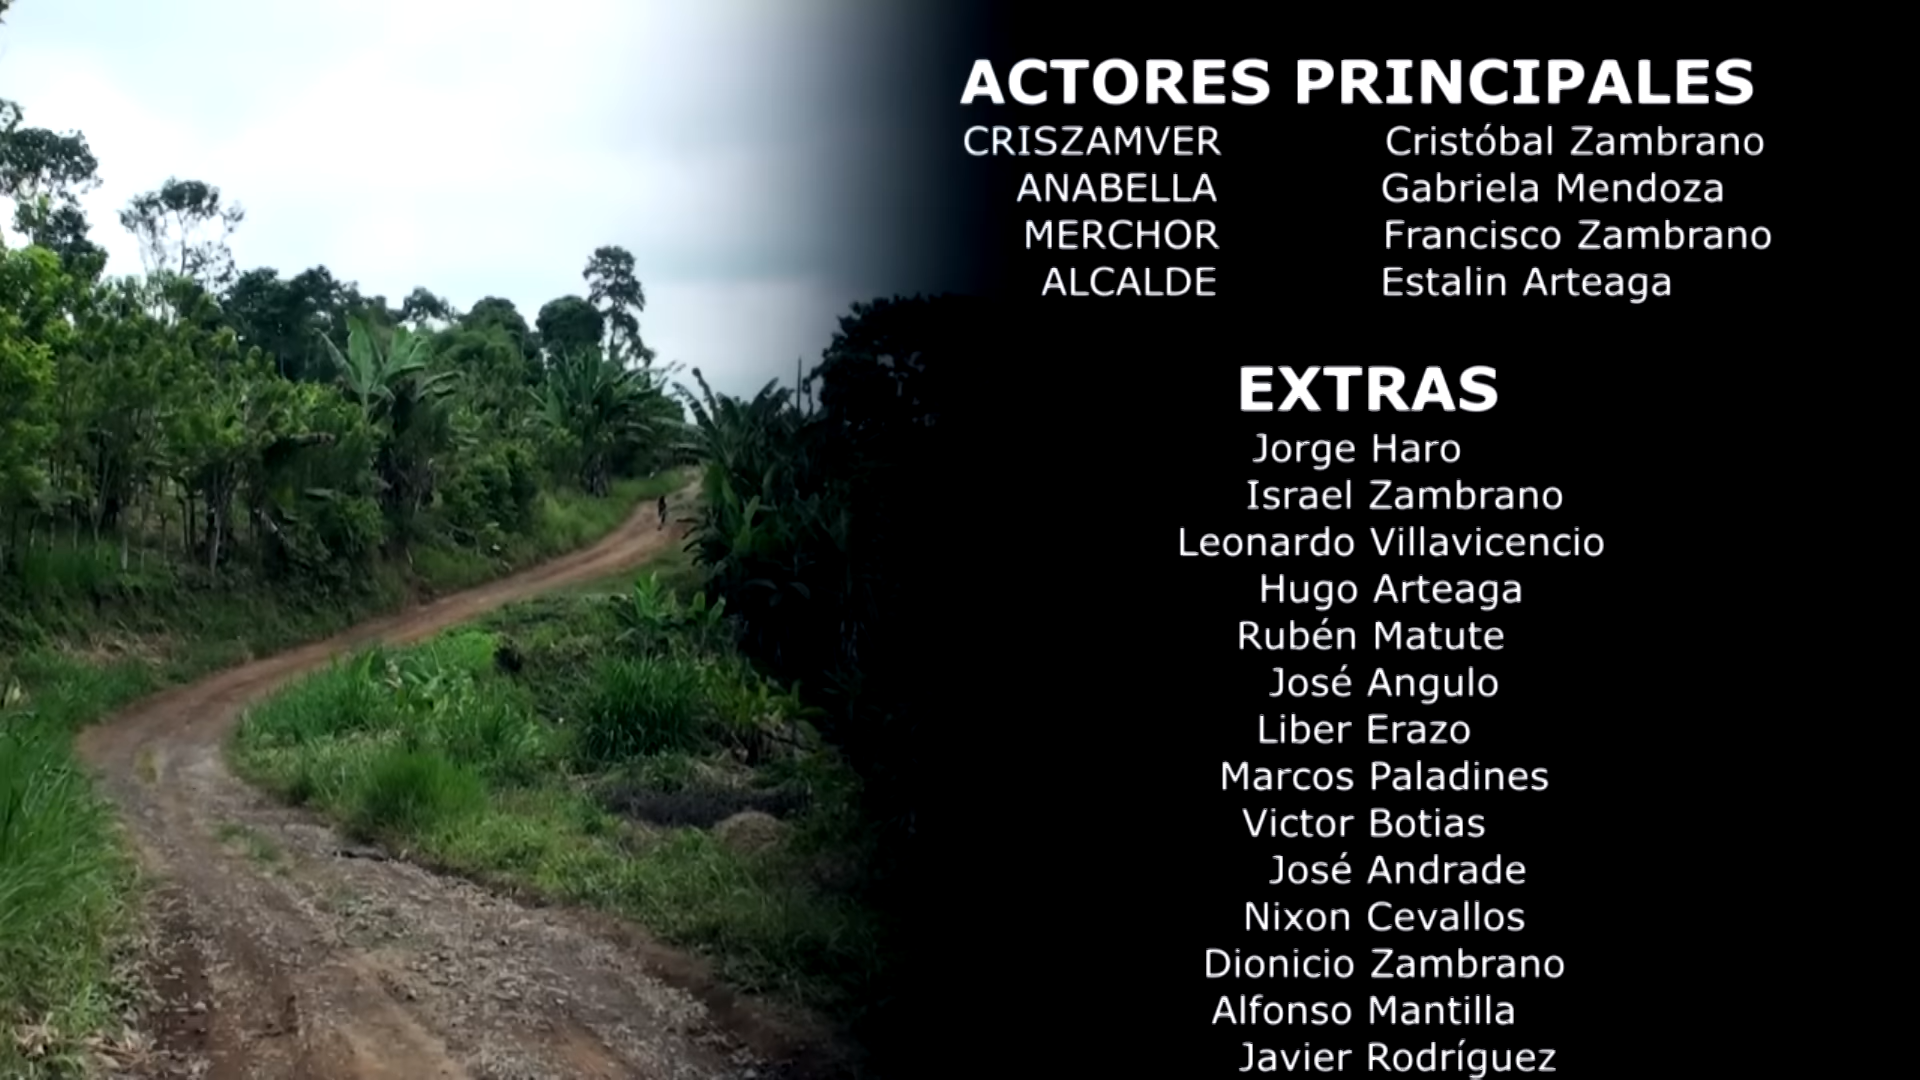 ACTORES PRINCIPALES
CRISZAMVER Cristóbal Zambrano
ANABELLA Gabriela Mendoza
MERCHOR Francisco Zambrano
ALCALDE Estalin Arteaga
EXTRAS
Jorge Haro
Israel Zambrano
Leonardo Villavicencio
Hugo Arteaga
Rubén Matute
José Angulo
Liber Erazo
Marcos Paladines
Victor Botias
José Andrade
Nixon Cevallos
Dionicio Zambrano
Alfonso Mantilla
Javier Rodríguez